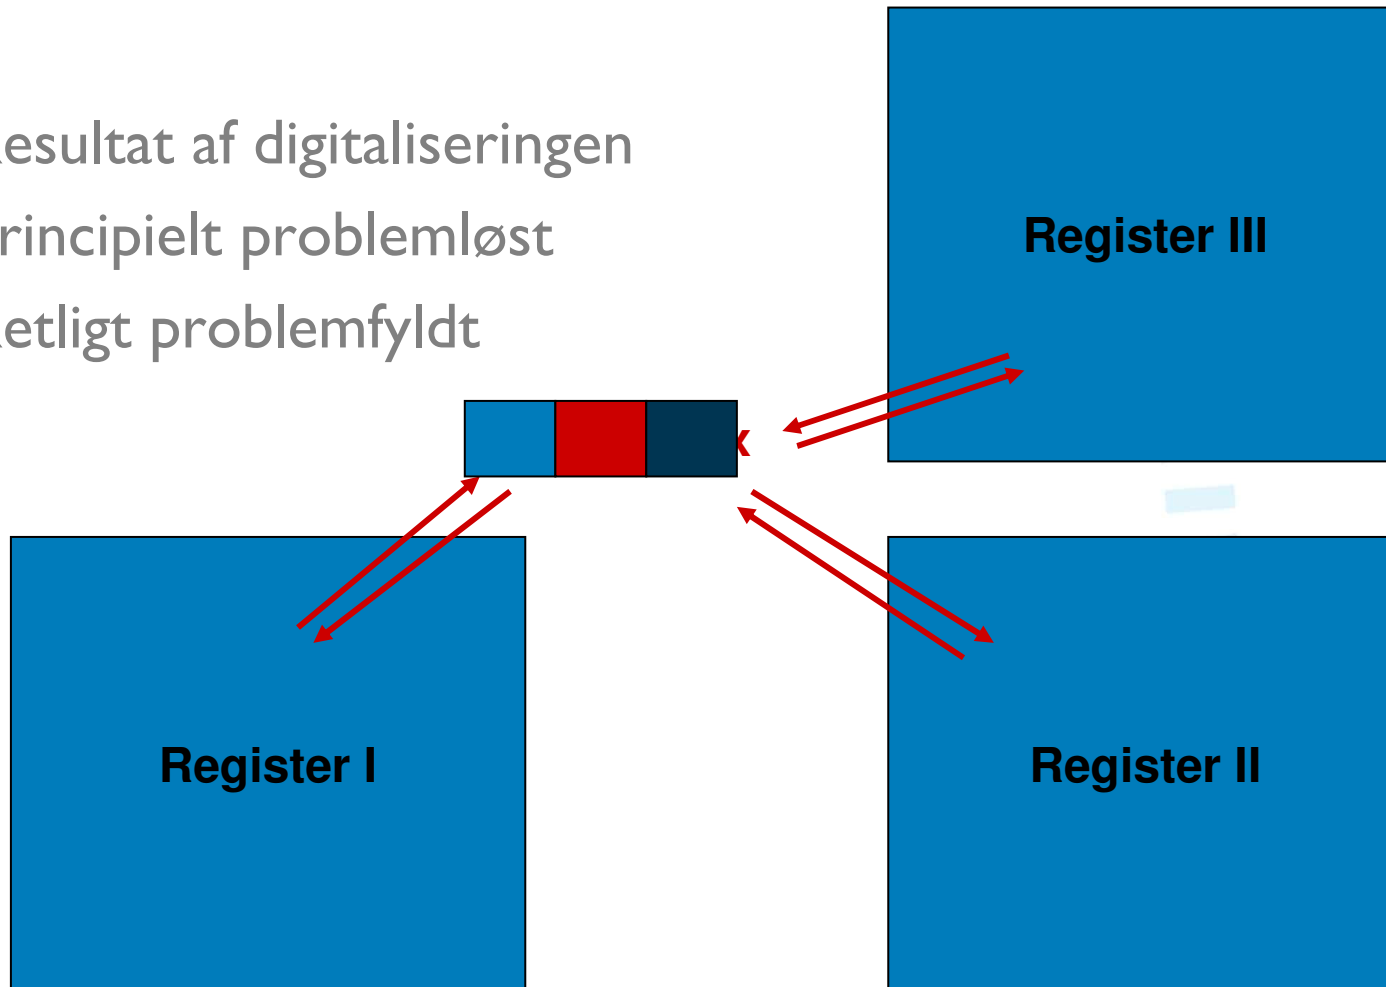 esultat af digitaliseringen
rincipielt problemløst
etligt problemfyldt
Register III
Register I
Register II